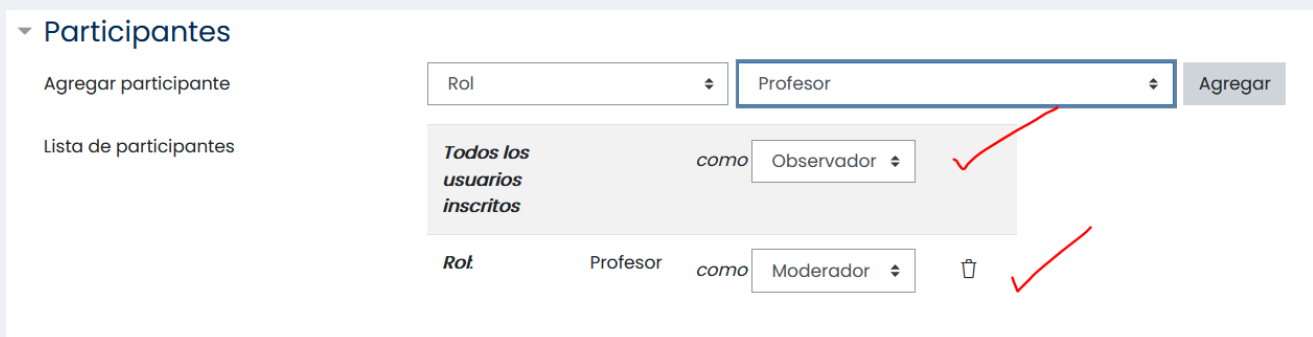 Participantes
Agregar participante Rol Profesor Agregar
Lista de participantes
Todos los
usuarios
inscritos
como Observador
Rol: Profesor como Moderador